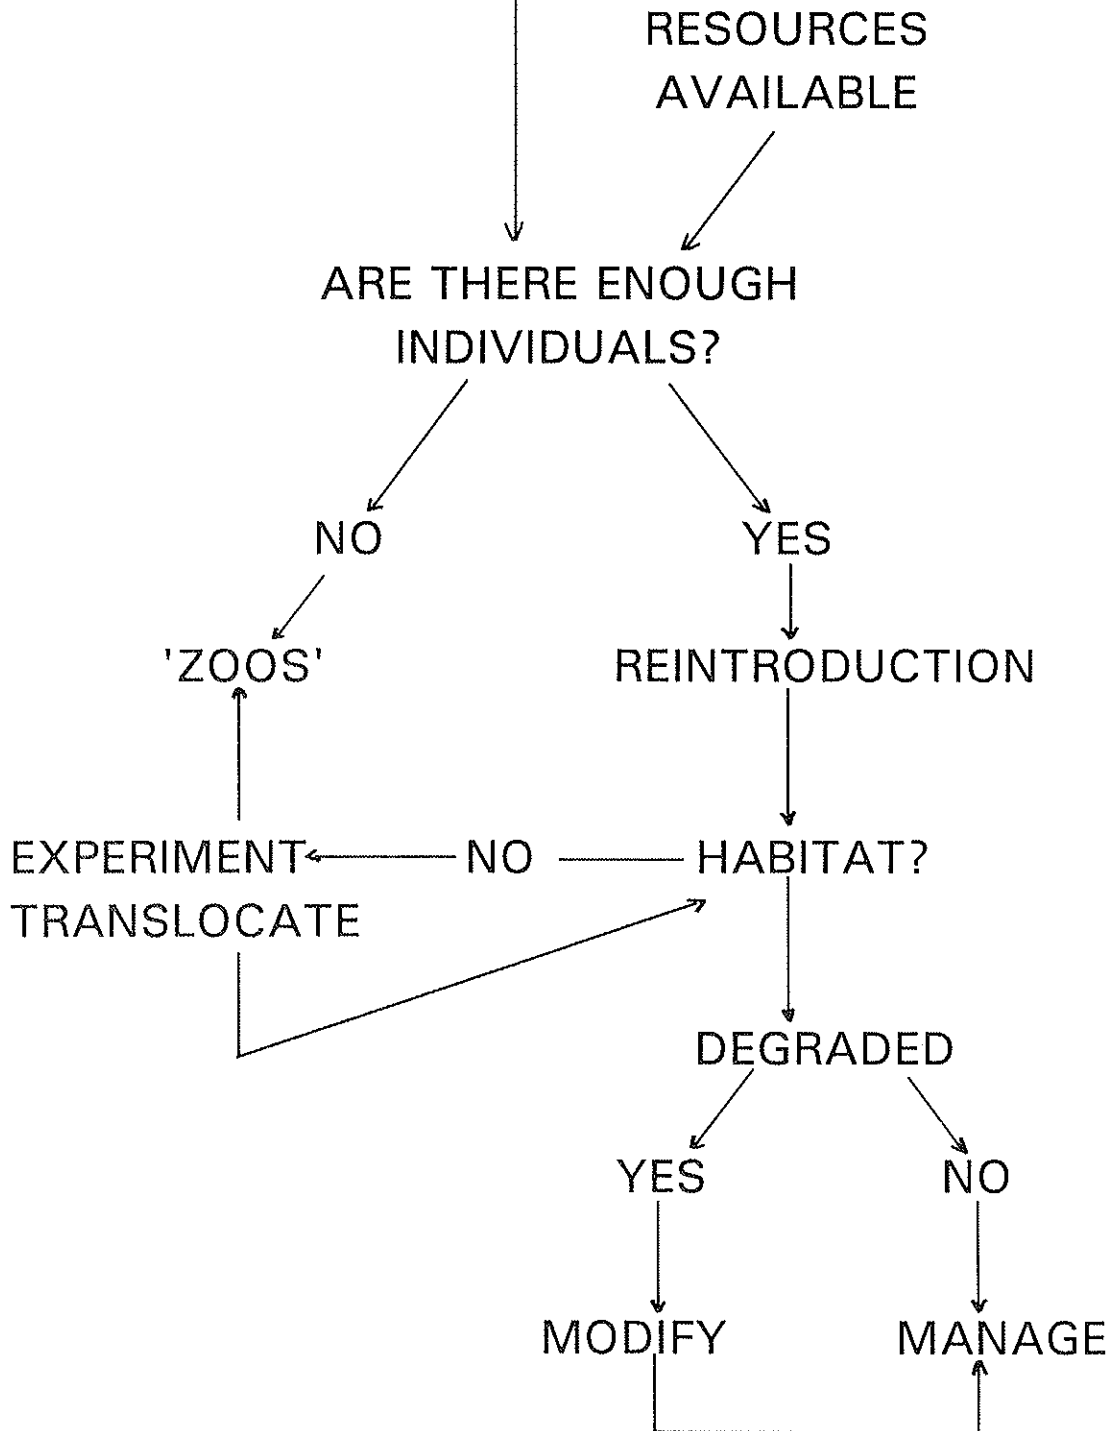 RESOURCES
AVAILABLE
ARE THERE ENOUGH
INDIVIDUALS?
NO
YES
'ZOOS'
REINTRODUCTION
EXPERIMENT
TRANSLOCATE
NO
HABITAT?
DEGRADED
YES
NO
MODIFY
MANAGE